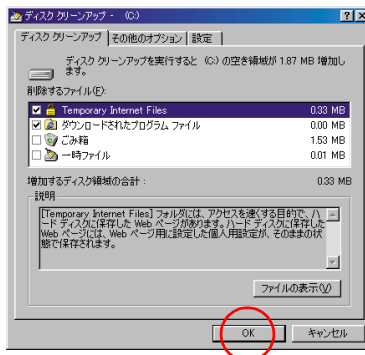 ディスク クリーンアップ - (C:)
ディスク クリーンアップ その他のオプション 設定
ディスク クリーンアップを実行すると (C:) の空き領域が 1.87 MB 増加し
ます。
削除するファイル(F):
Temporary Internet Files 0.33 MB
ダウンロードされたプログラム ファイル 0.00 MB
ごみ箱 1.53 MB
一時ファイル 0.01 MB
増加するディスク領域の合計: 0.33 MB
説明
[Temporary Internet Files] フォルダには、アクセスを速くする目的で、ハ
ード ディスクに保存した Web ページがあります。ハード ディスクに保存した
Web ページには、Web ページ用に設定した個人用設定が、そのままの状
態で保存されます。
ファイルの表示(V)
OK キャンセル